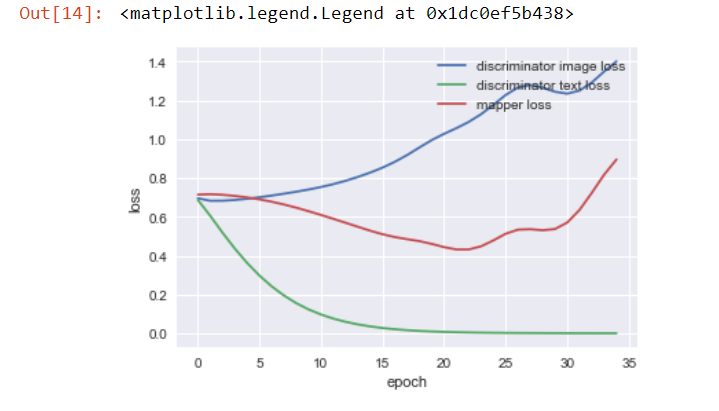 Out[14]: <matplotlib.legend.Legend at 0x1dc0ef5b438>
discriminator image loss
discriminator text loss
mapper loss
1.4
1.2
1.0
0.8
0.6
0.4
0.2
0.0
loss
0 5 10 15 20 25 30 35
epoch